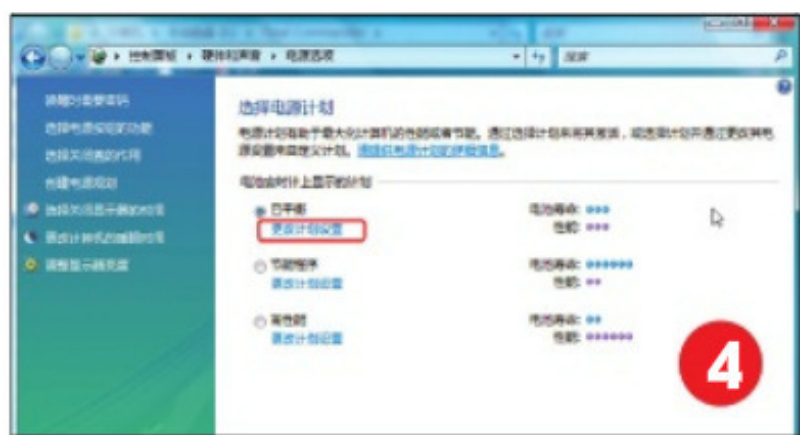 控制面板 ▸ 硬件和声音 ▸ 电源选项
搜索
唤醒时需要密码
选择电源按钮的功能
选择关闭盖的作用
创建电源计划
选择关闭显示器的时间
更改计算机的睡眠时间
调整显示器亮度
选择电源计划
电源计划有助于最大化计算机的性能或者节能。通过选择计划来将其激活，或选择计划并通过更改其电
源设置来自定义计划。
电池指示计上显示的计划
已平衡
电池寿命:
更改计划设置
性能:
节能程序
电池寿命:
更改计划设置
性能:
高性能
电池寿命:
更改计划设置
性能:
4